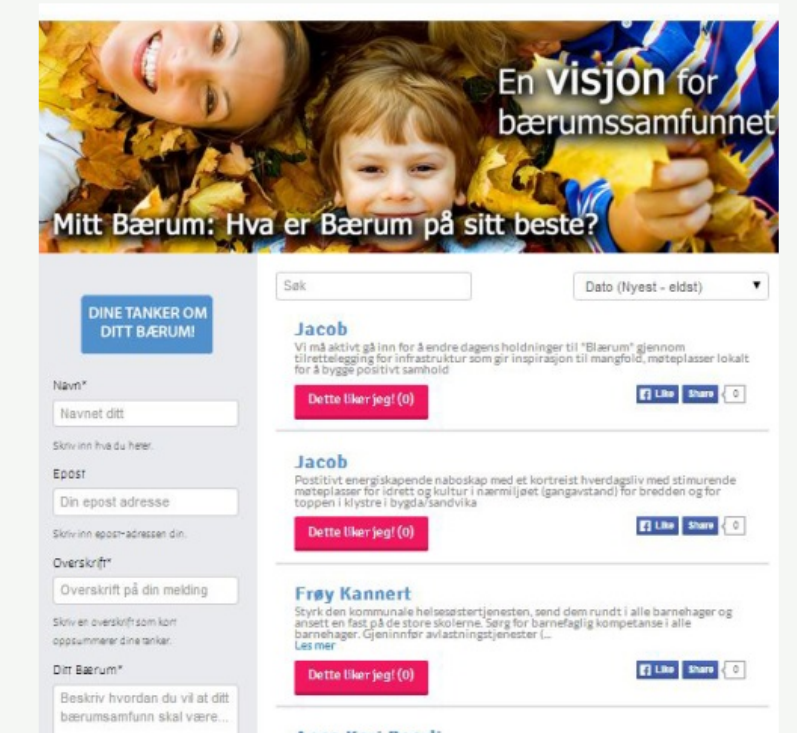 En visjon for
bærumssamfunnet
Mitt Bærum: Hva er Bærum på sitt beste?
DINE TANKER OM
DITT BÆRUM!
Navn*
Navnet ditt
Skriv inn hva du heter.
Epost
Din epost adresse
Skriv inn epost-adressen din.
Overskrift*
Overskrift på din melding
Skriv en overskrift som kort
oppsummerer dine tanker.
Ditt Bærum*
Beskriv hvordan du vil at ditt
bærumsamfunn skal være...
Søk
Dato (Nyest - eldst)
Jacob
Vi må aktivt gå inn for å endre dagens holdninger til "Blærum" gjennom
tilrettelegging for infrastruktur som gir inspirasjon til mangfold, møteplasser lokalt
for å bygge positivt samhold
Dette liker jeg! (0)
Like Share 0
Jacob
Postitivt energiskapende naboskap med et kortreist hverdagsliv med stimurende
møteplasser for idrett og kultur i nærmiljøet (gangavstand) for bredden og for
toppen i klystre i bygda/sandvika
Dette liker jeg! (0)
Like Share 0
Frøy Kannert
Styrk den kommunale helsesøstertjenesten, send dem rundt i alle barnehager og
ansett en fast på de store skolerne. Sørg for barnefaglig kompetanse i alle
barnehager. Gjeninnfør avlastningstjenester (...
Les mer
Dette liker jeg! (0)
Like Share 0